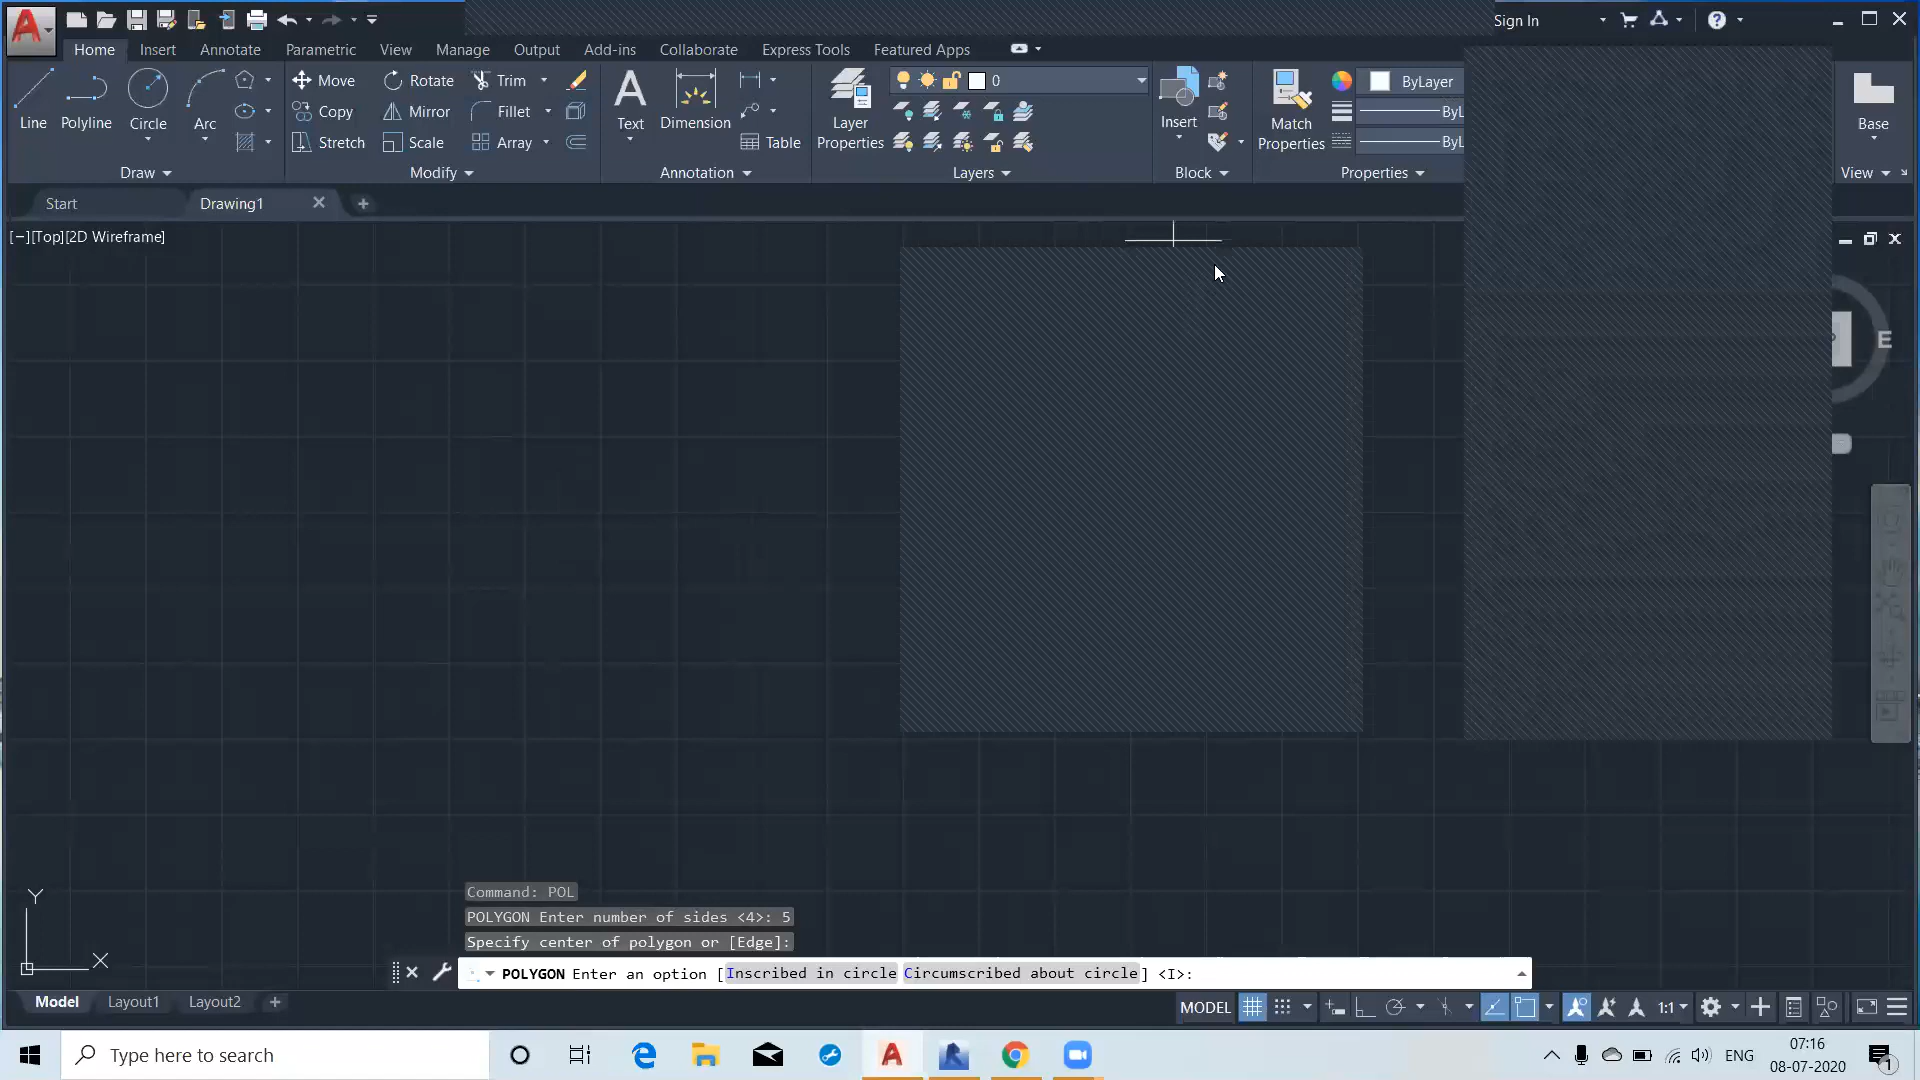 Sign In
Home Insert Annotate Parametric View Manage Output Add-ins Collaborate Express Tools Featured Apps
Line Polyline Circle Arc
Move Rotate Trim
Copy Mirror Fillet
Stretch Scale Array
Text Dimension Table
Layer Properties
0
Insert
Match Properties
ByLayer
ByL
ByL
Base
Draw Modify Annotation Layers Block Properties View
Start Drawing1
[−][Top][2D Wireframe]
E
Y
X
Command: POL
POLYGON Enter number of sides <4>: 5
Specify center of polygon or [Edge]:
POLYGON Enter an option [Inscribed in circle Circumscribed about circle] <I>:
Model Layout1 Layout2
MODEL 1:1
Type here to search
ENG
07:16
08-07-2020
1